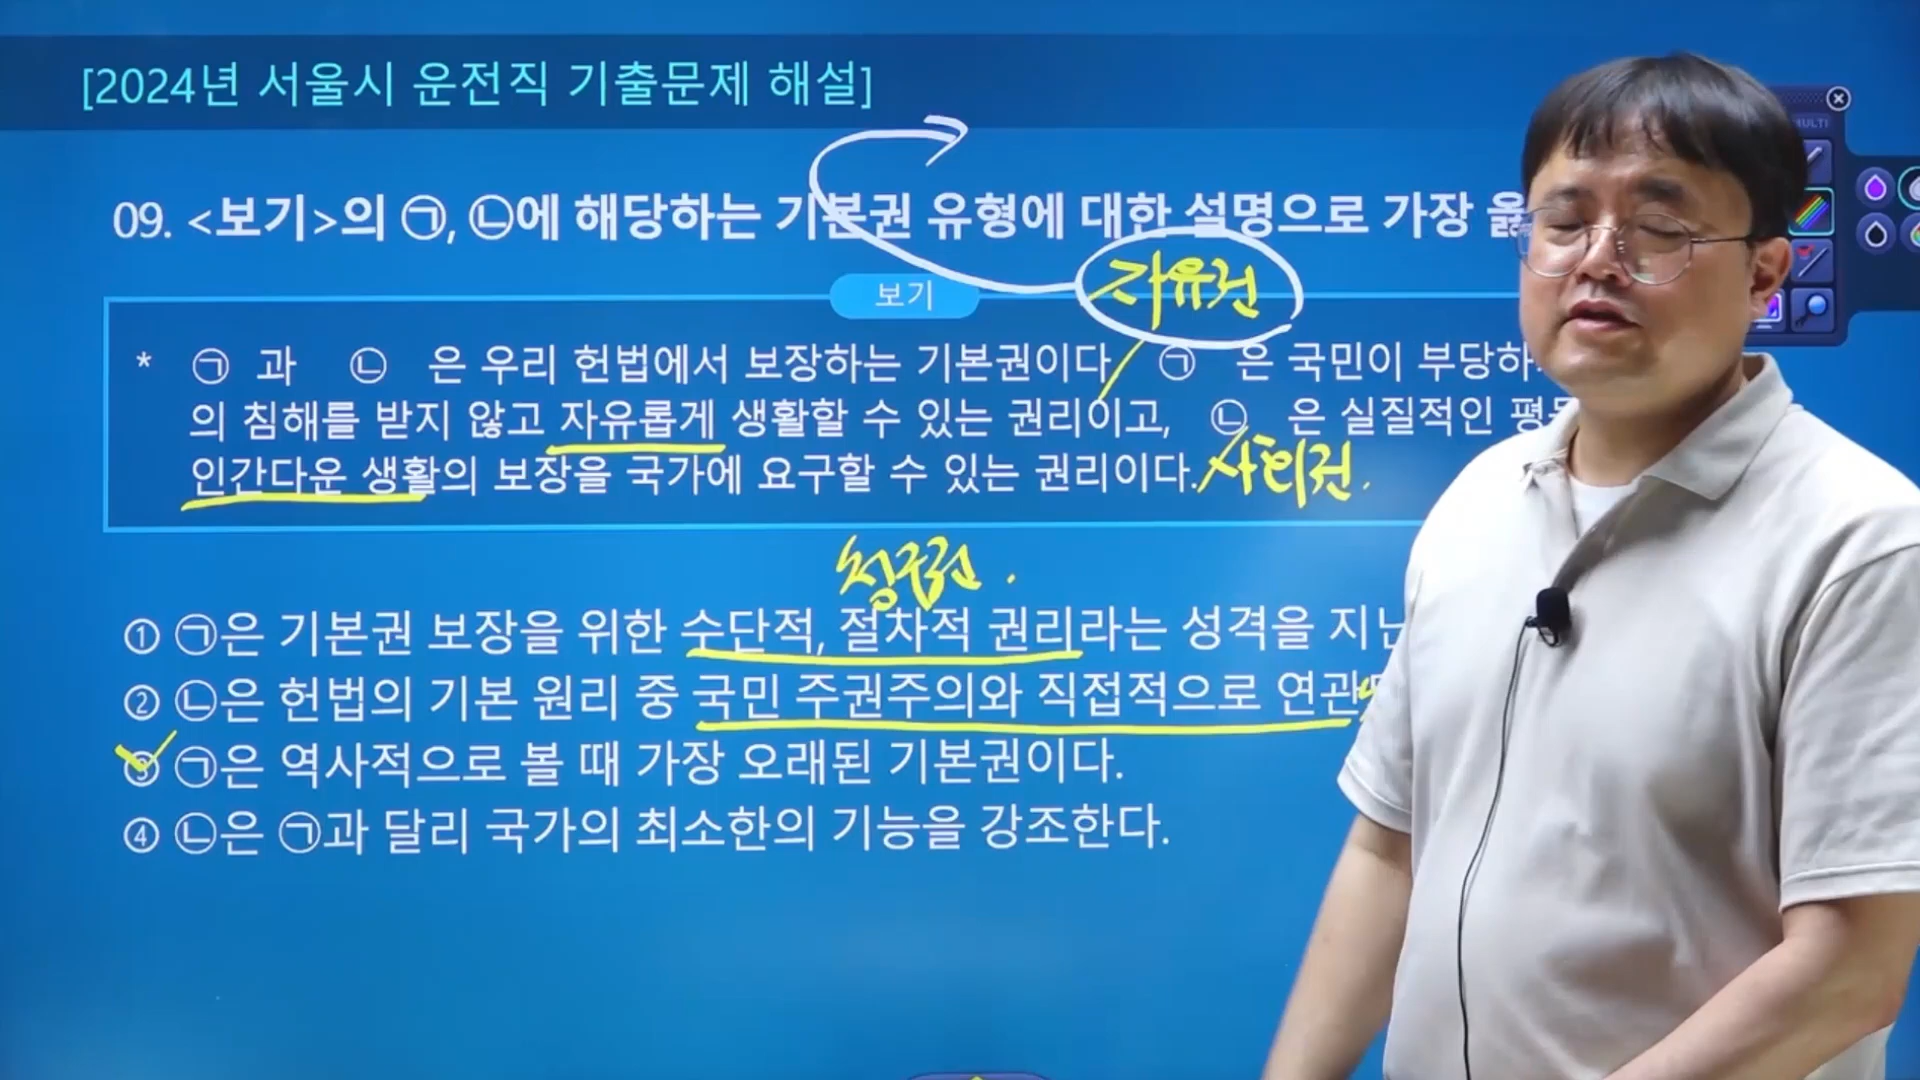 [2024년 서울시 운전직 기출문제 해설]
MULTI
09. <보기>의 ㉠, ㉡에 해당하는 기본권 유형에 대한 설명으로 가장 옳
자유권
보기
* ㉠ 과 ㉡ 은 우리 헌법에서 보장하는 기본권이다 ㉠ 은 국민이 부당하
의 침해를 받지 않고 자유롭게 생활할 수 있는 권리이고, ㉡ 은 실질적인
인간다운 생활의 보장을 국가에 요구할 수 있는 권리이다. 사회권.
청구권.
① ㉠은 기본권 보장을 위한 수단적, 절차적 권리라는 성격을 지닌
② ㉡은 헌법의 기본 원리 중 국민 주권주의와 직접적으로 연관
③ ㉠은 역사적으로 볼 때 가장 오래된 기본권이다.
④ ㉡은 ㉠과 달리 국가의 최소한의 기능을 강조한다.